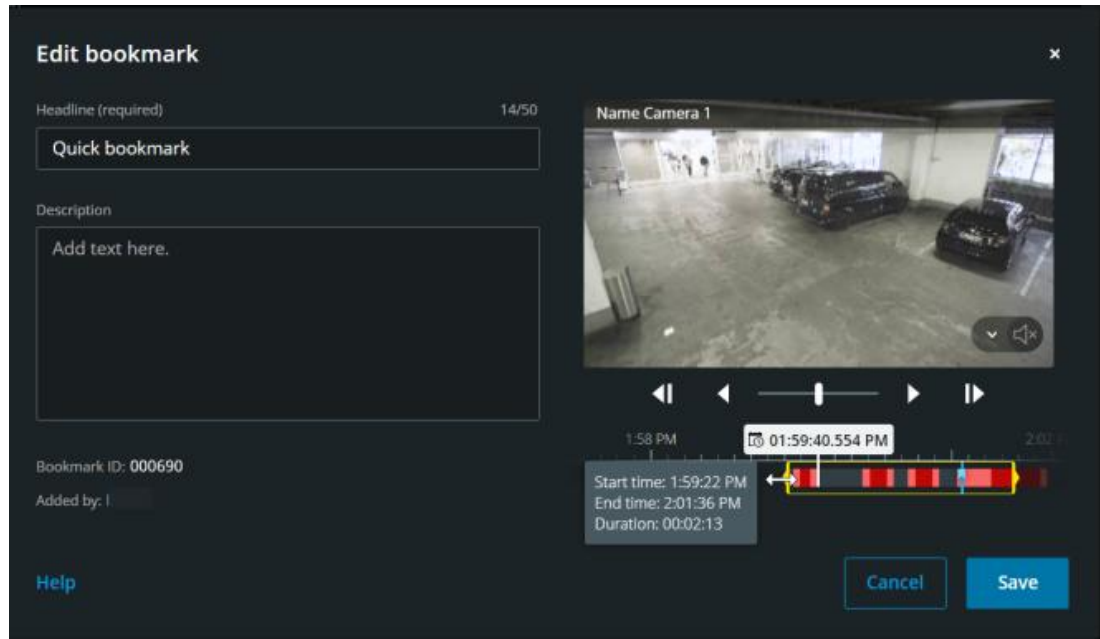 Edit bookmark
×
Headline (required) 14/50
Quick bookmark
Description
Add text here.
Bookmark ID: 000690
Added by:
Help
Name Camera 1
1:58 PM
01:59:40.554 PM
2:02
Start time: 1:59:22 PM
End time: 2:01:36 PM
Duration: 00:02:13
Cancel
Save